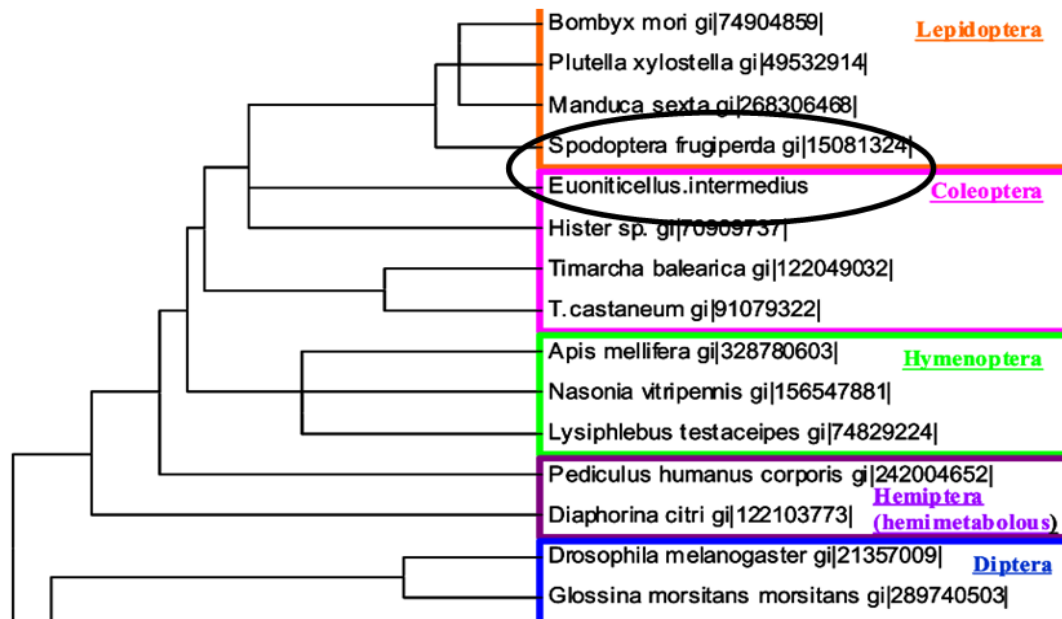 Bombyx mori gi|74904859|
Lepidoptera
Plutella xylostella gi|49532914|
Manduca sexta gi|268306468|
Spodoptera frugiperda gi|15081324|
Euoniticellus.intermedius
Coleoptera
Hister sp. gi|70909737|
Timarcha balearica gi|122049032|
T.castaneum gi|91079322|
Apis mellifera gi|328780603|
Hymenoptera
Nasonia vitripennis gi|156547881|
Lysiphlebus testaceipes gi|74829224|
Pediculus humanus corporis gi|242004652|
Hemiptera
(hemimetabolous)
Diaphorina citri gi|122103773|
Drosophila melanogaster gi|21357009|
Diptera
Glossina morsitans morsitans gi|289740503|